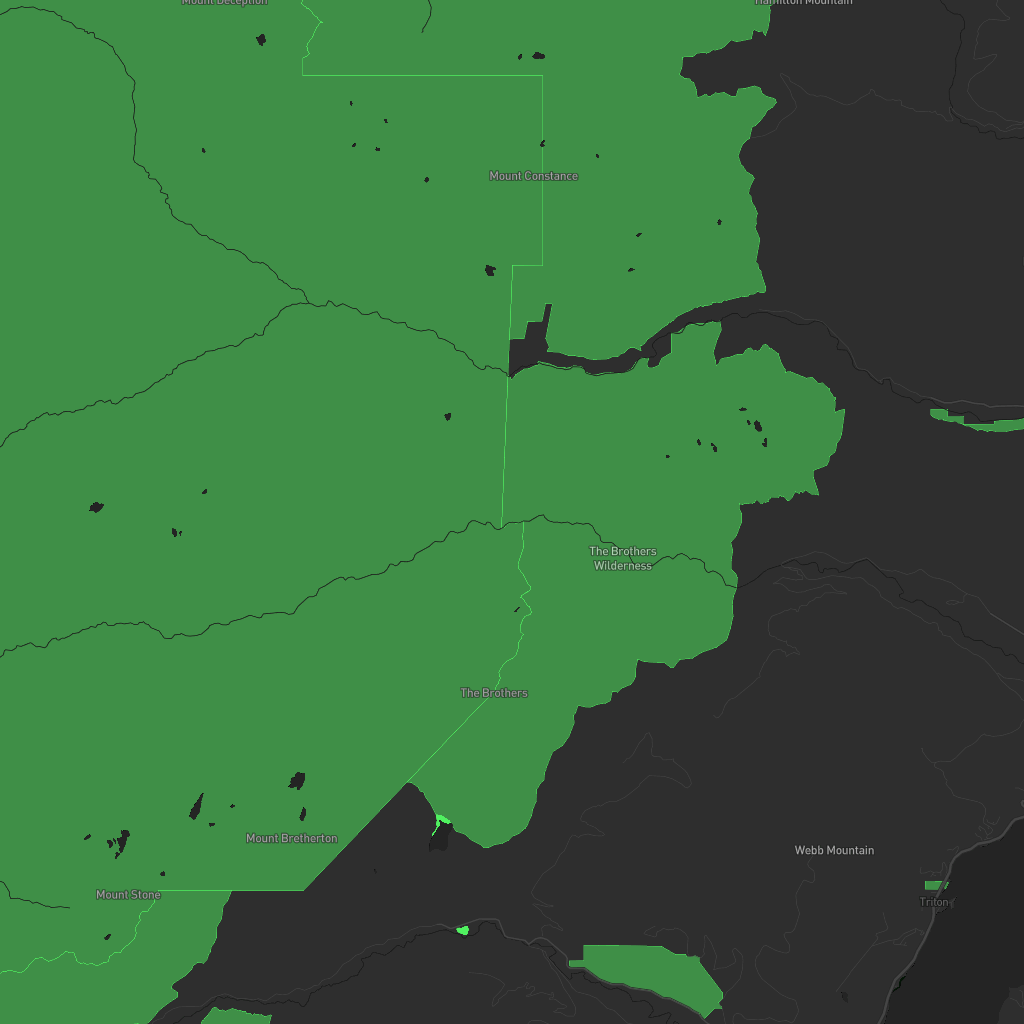 Mount Deception
Hamilton Mountain
Mount Constance
The Brothers
Wilderness
The Brothers
Mount Bretherton
Webb Mountain
Mount Stone
Triton